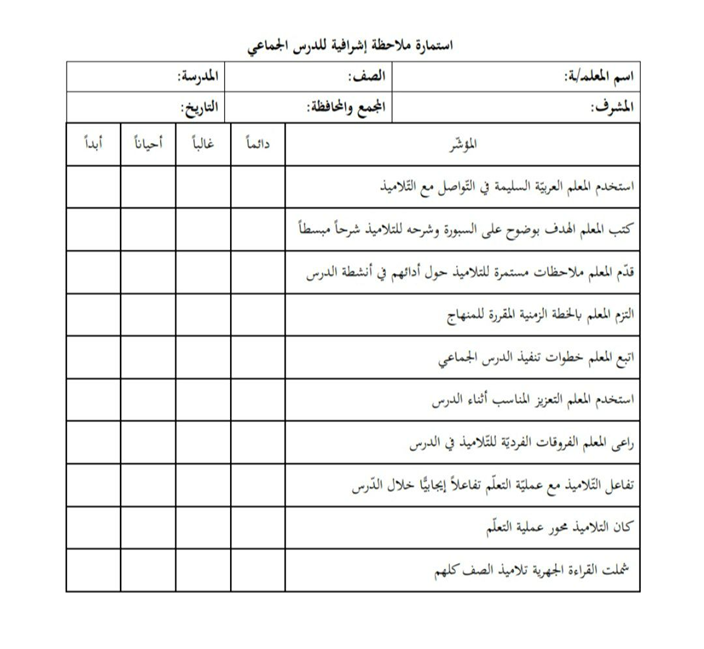 استمارة ملاحظة إشرافية للدرس الجماعي
اسم المعلم/ة: الصف: المدرسة:
المشرف: المجمع والمحافظة: التاريخ:
المؤشّر دائماً غالباً أحياناً أبداً
استخدم المعلم العربيّة السليمة في التّواصل مع التّلاميذ
كتب المعلم الهدف بوضوح على السبورة وشرحه للتلاميذ شرحاً مبسطاً
قدّم المعلم ملاحظات مستمرة للتلاميذ حول أدائهم في أنشطة الدرس
التزم المعلم بالخطة الزمنية المقررة للمنهاج
اتبع المعلم خطوات تنفيذ الدرس الجماعي
استخدم المعلم التعزيز المناسب أثناء الدرس
راعى المعلم الفروقات الفرديّة للتّلاميذ في الدرس
تفاعل التّلاميذ مع عمليّة التعلّم تفاعلاً إيجابيًّا خلال الدّرس
كان التلاميذ محور عملية التعلّم
شملت القراءة الجهرية تلاميذ الصف كلهم